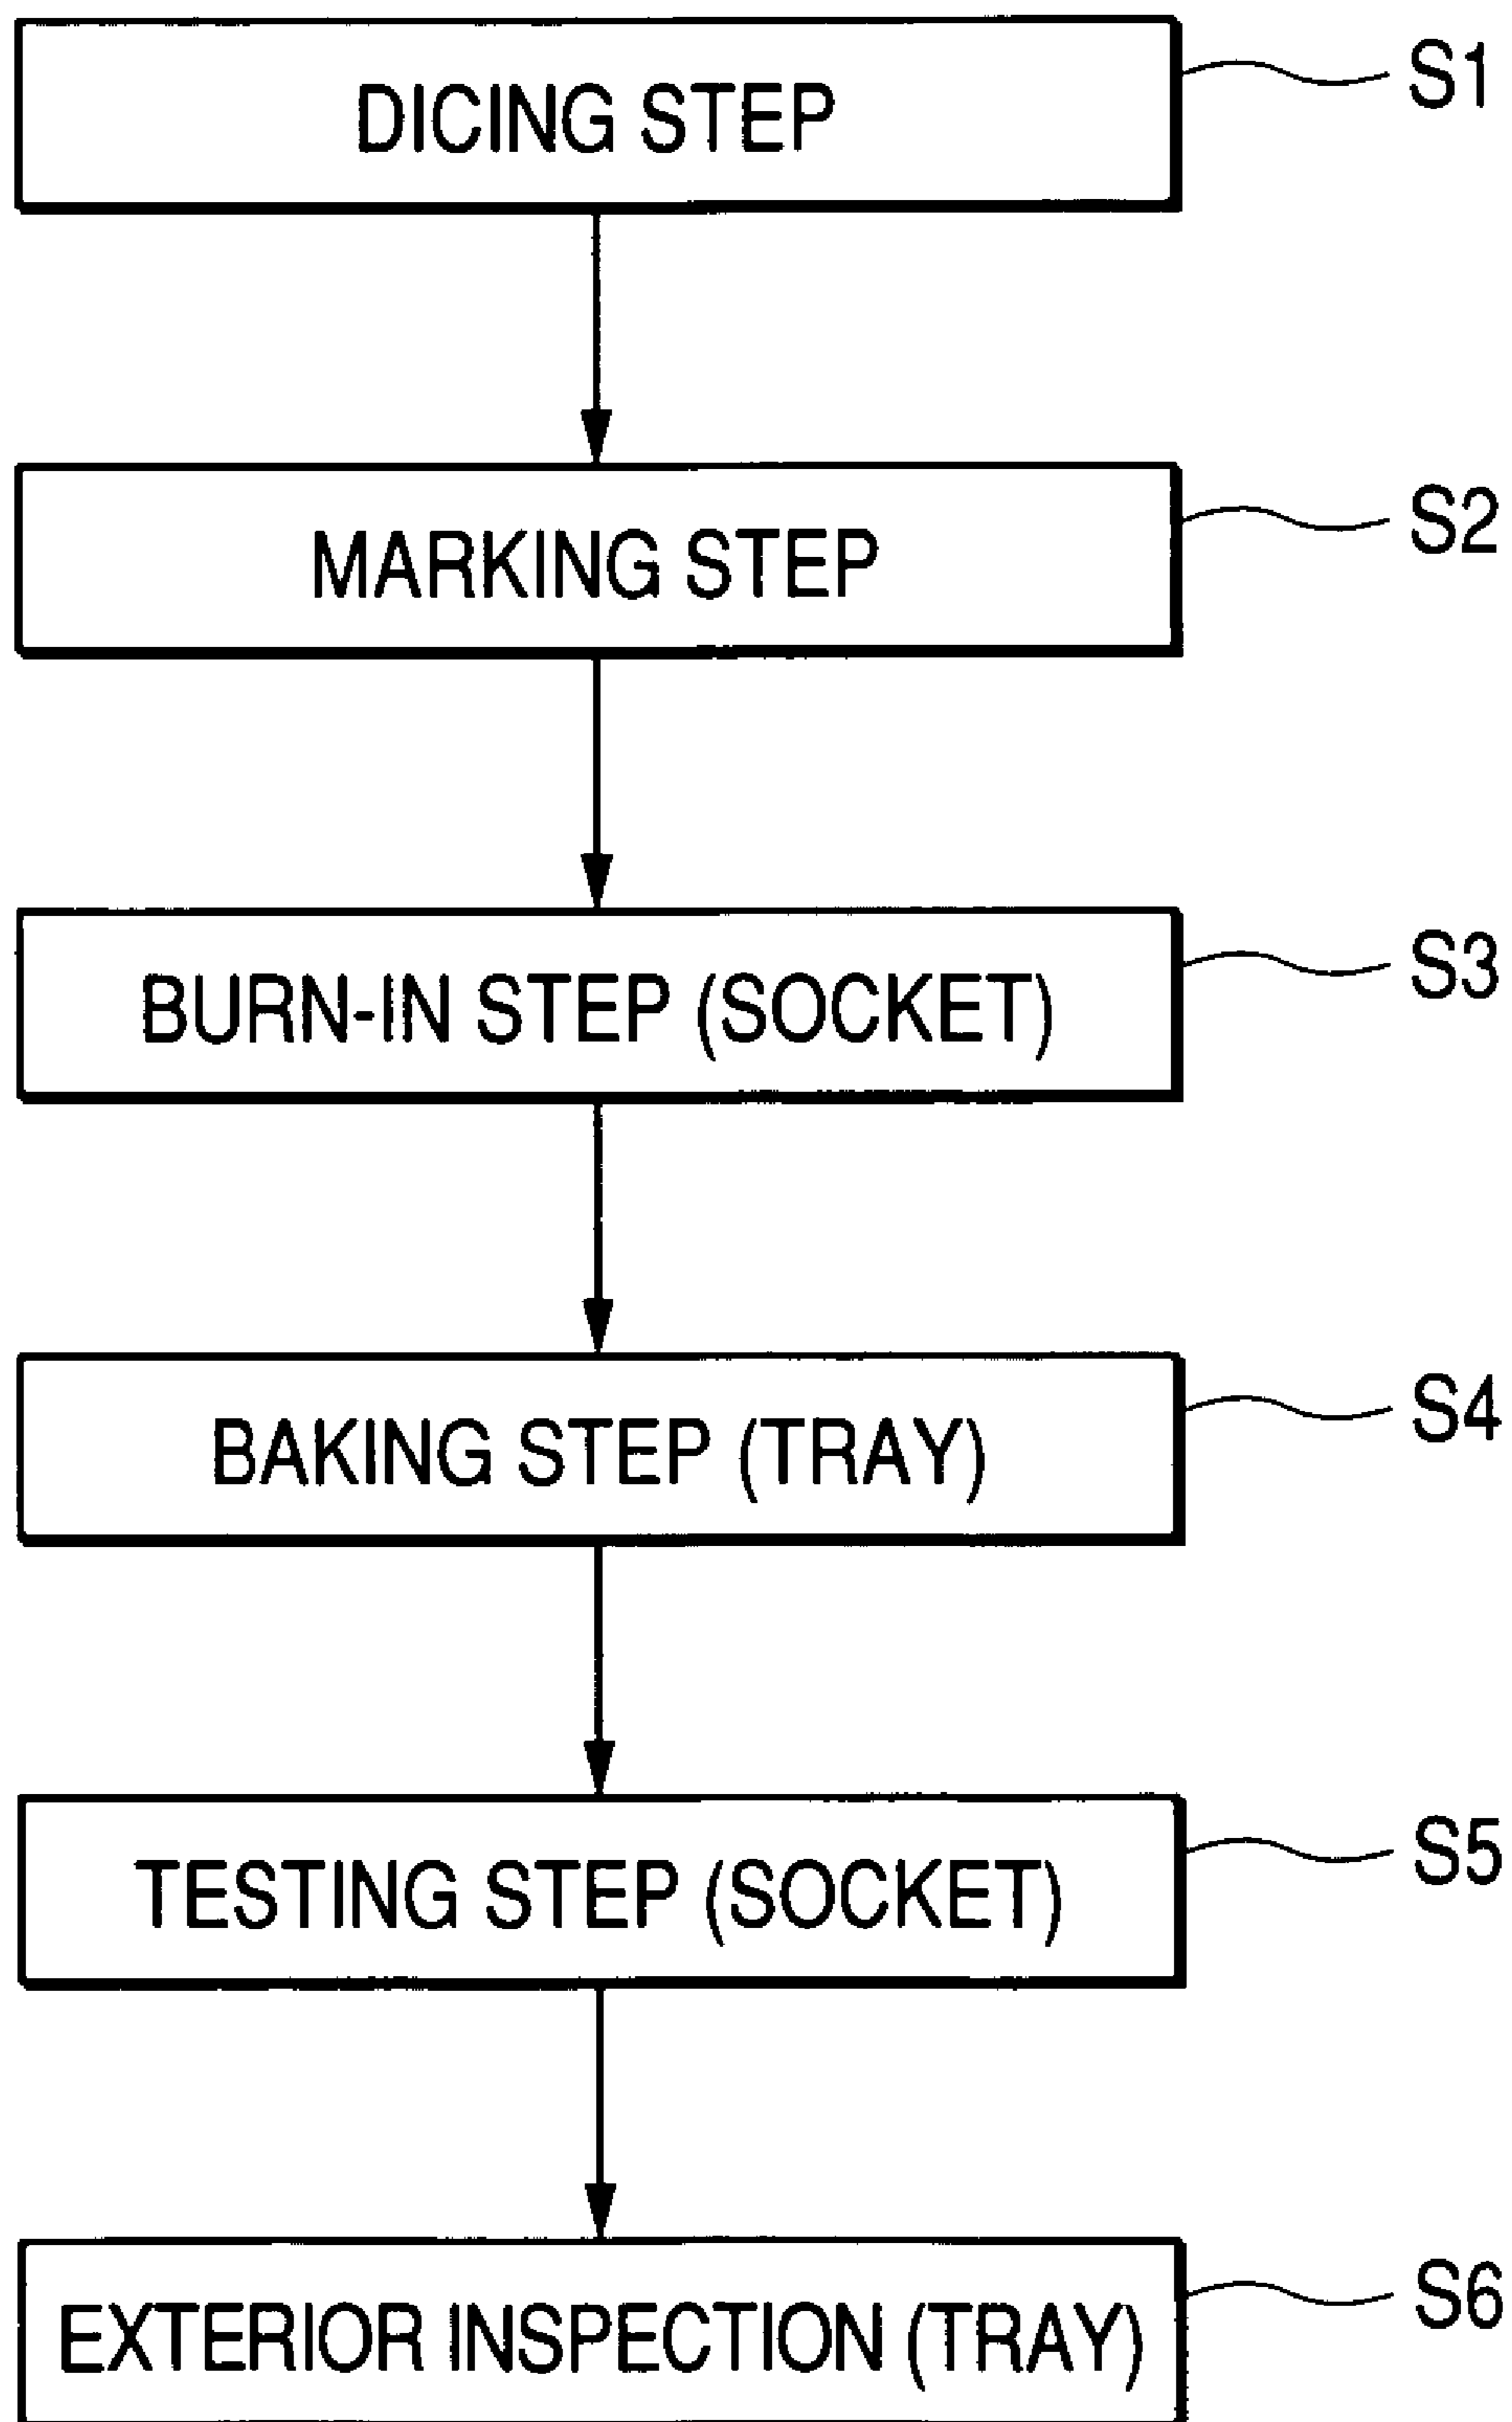 DICING STEP
S1
MARKING STEP
S2
BURN-IN STEP (SOCKET)
S3
BAKING STEP (TRAY)
S4
TESTING STEP (SOCKET)
S5
EXTERIOR INSPECTION (TRAY)
S6